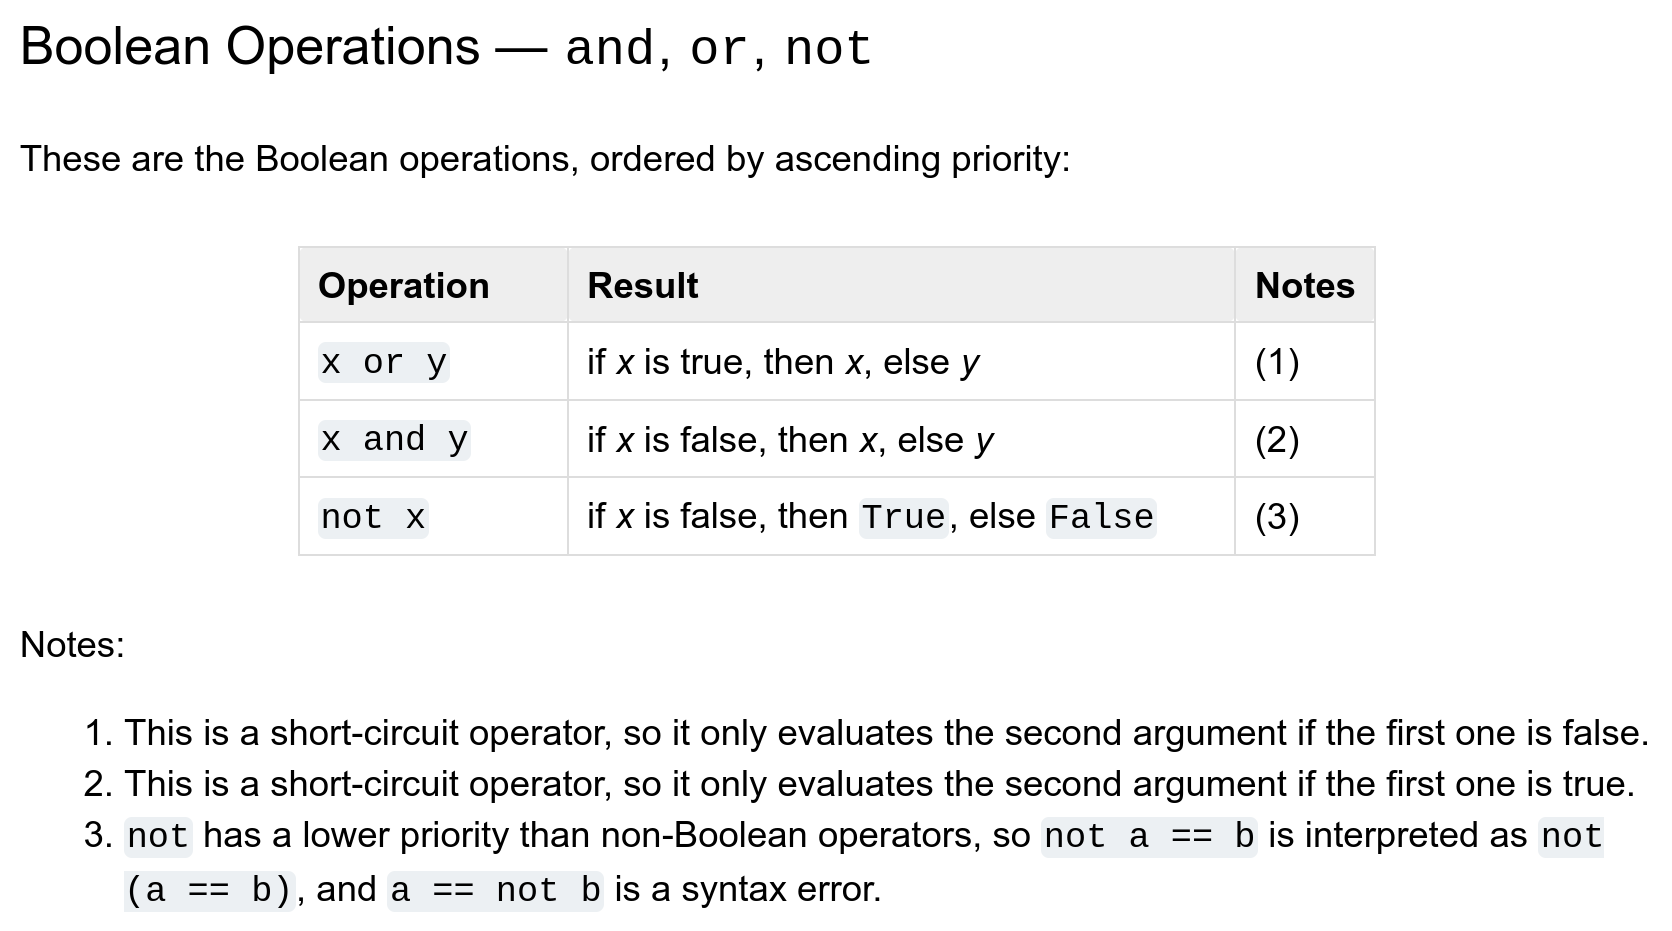 Boolean Operations — and, or, not
These are the Boolean operations, ordered by ascending priority:
Operation Result Notes
x or y if x is true, then x, else y (1)
x and y if x is false, then x, else y (2)
not x if x is false, then True, else False (3)
Notes:
1. This is a short-circuit operator, so it only evaluates the second argument if the first one is false.
2. This is a short-circuit operator, so it only evaluates the second argument if the first one is true.
3. not has a lower priority than non-Boolean operators, so not a == b is interpreted as not
(a == b), and a == not b is a syntax error.